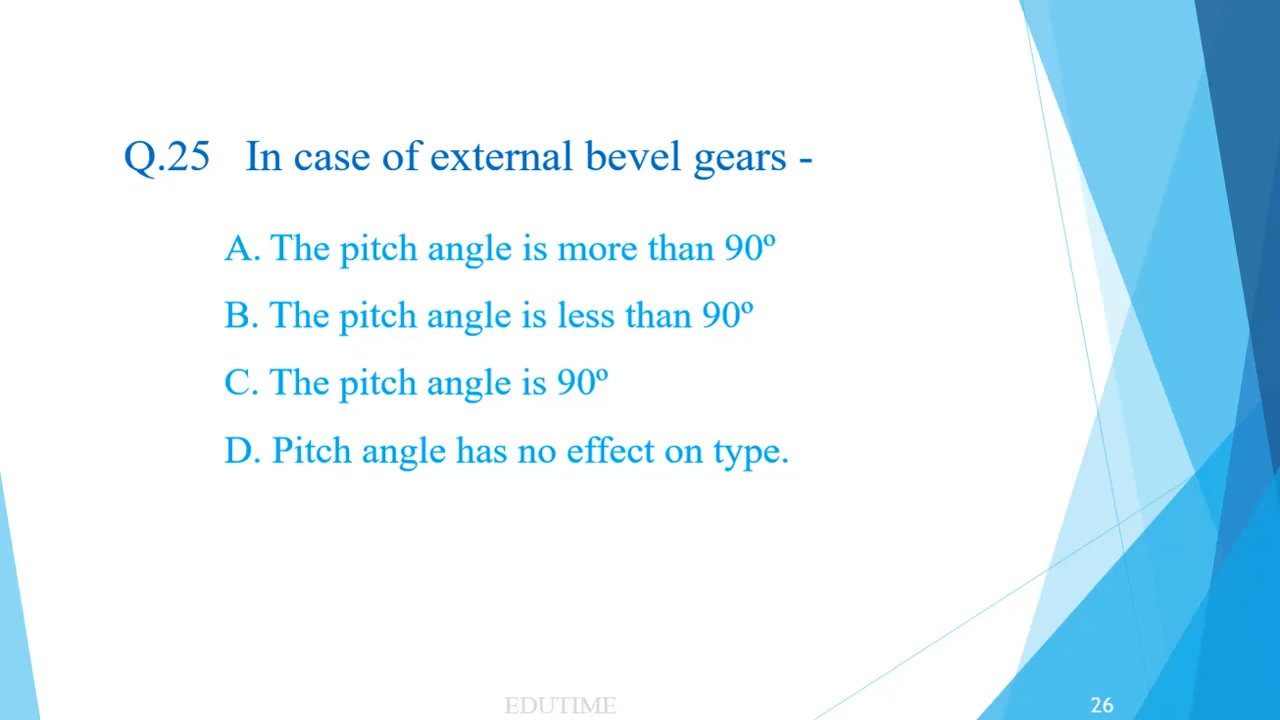 Q.25 In case of external bevel gears -
A. The pitch angle is more than 90º
B. The pitch angle is less than 90º
C. The pitch angle is 90º
D. Pitch angle has no effect on type.
EDUTIME
26